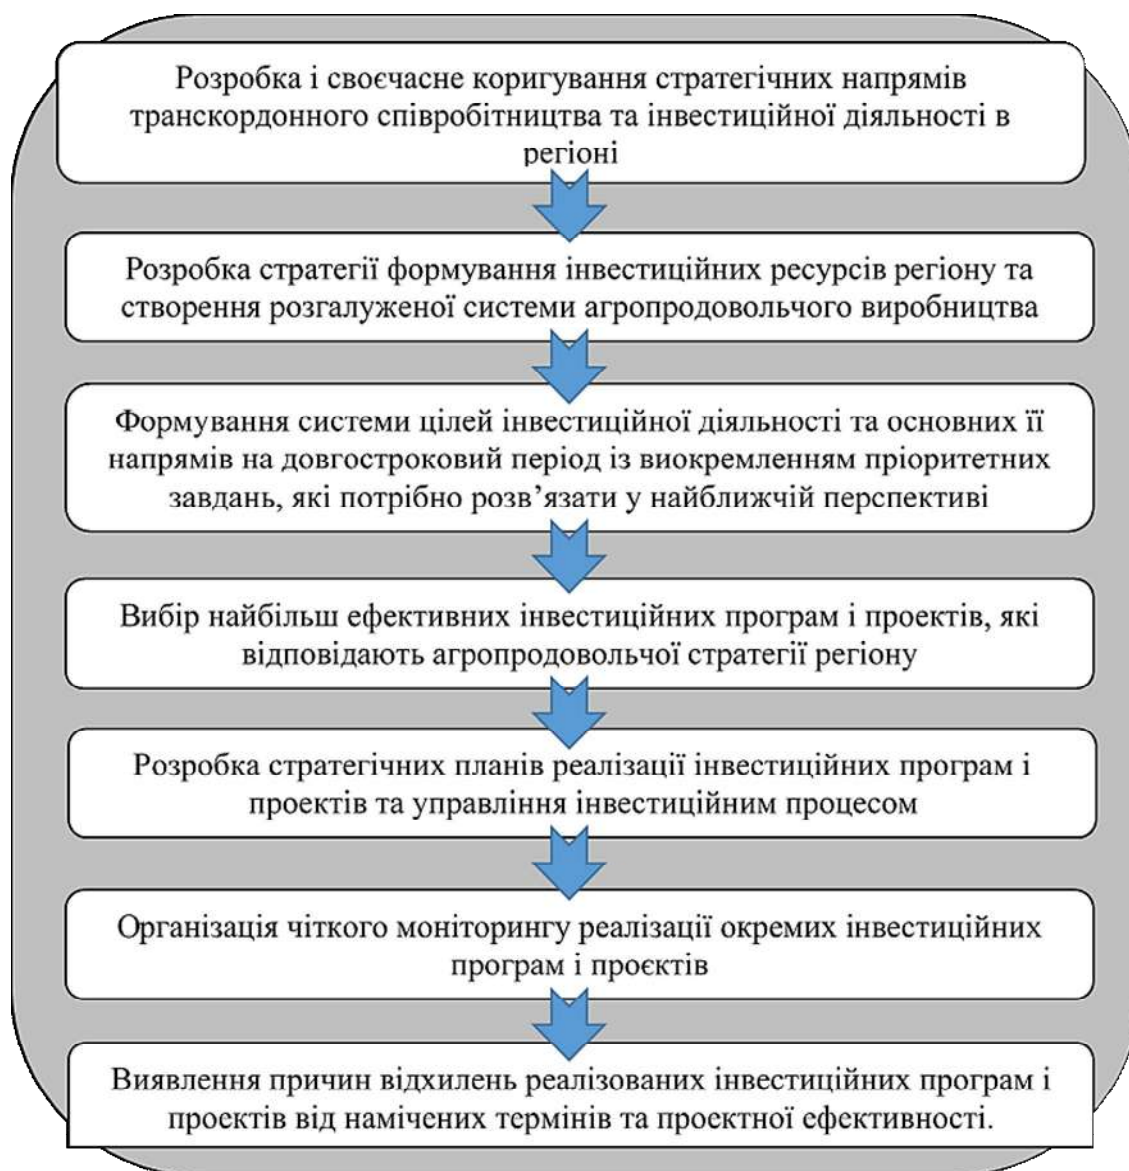 Розробка і своєчасне коригування стратегічних напрямів
транскордонного співробітництва та інвестиційної діяльності в
регіоні
Розробка стратегії формування інвестиційних ресурсів регіону та
створення розгалуженої системи агропродовольчого виробництва
Формування системи цілей інвестиційної діяльності та основних її
напрямів на довгостроковий період із виокремленням пріоритетних
завдань, які потрібно розв’язати у найближчій перспективі
Вибір найбільш ефективних інвестиційних програм і проектів, які
відповідають агропродовольчої стратегії регіону
Розробка стратегічних планів реалізації інвестиційних програм і
проектів та управління інвестиційним процесом
Організація чіткого моніторингу реалізації окремих інвестиційних
програм і проєктів
Виявлення причин відхилень реалізованих інвестиційних програм і
проектів від намічених термінів та проектної ефективності.